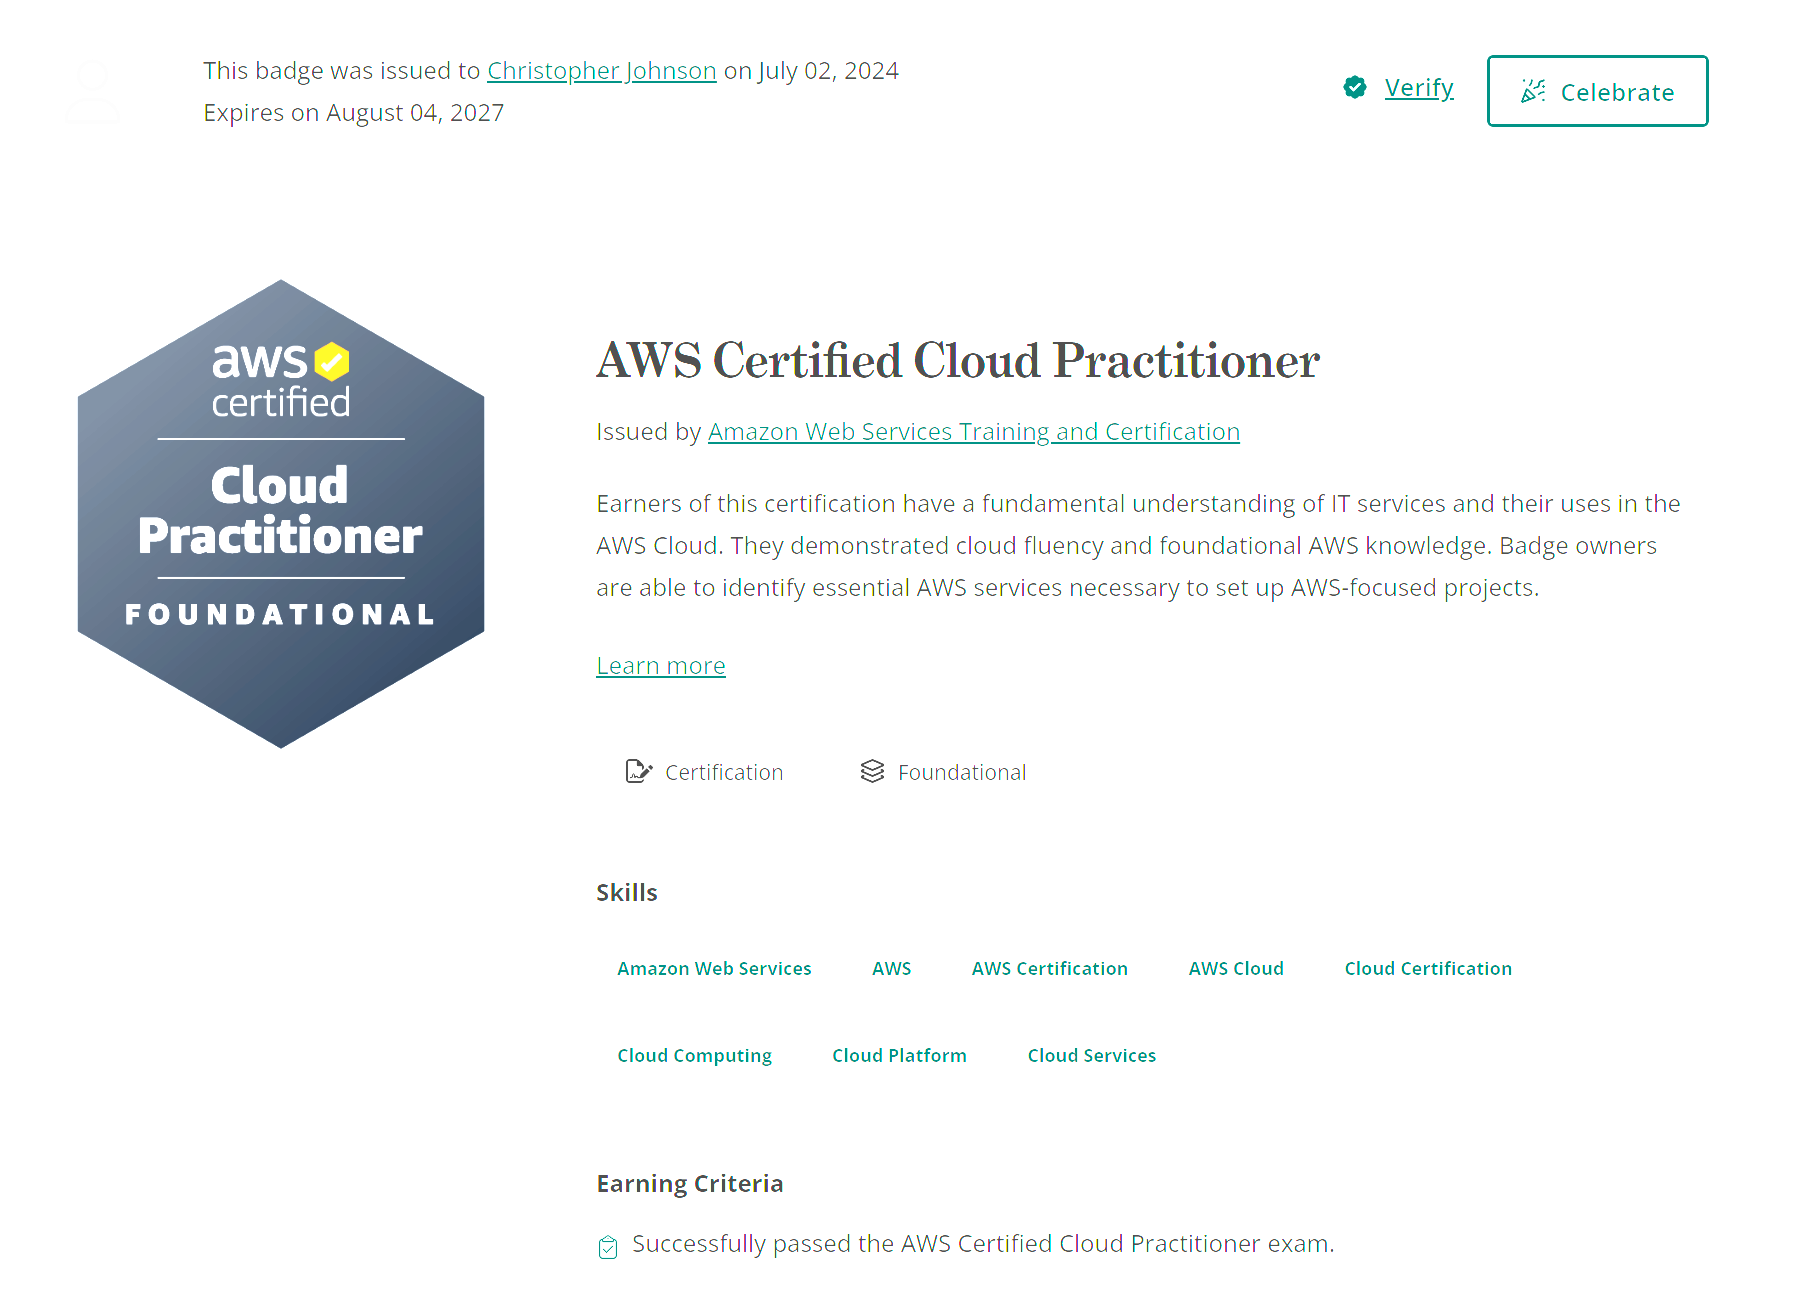 This badge was issued to Christopher Johnson on July 02, 2024
Expires on August 04, 2027
Verify
Celebrate
aws
certified
Cloud
Practitioner
FOUNDATIONAL
AWS Certified Cloud Practitioner
Issued by Amazon Web Services Training and Certification
Earners of this certification have a fundamental understanding of IT services and their uses in the
AWS Cloud. They demonstrated cloud fluency and foundational AWS knowledge. Badge owners
are able to identify essential AWS services necessary to set up AWS-focused projects.
Learn more
Certification
Foundational
Skills
Amazon Web Services AWS AWS Certification AWS Cloud Cloud Certification
Cloud Computing Cloud Platform Cloud Services
Earning Criteria
Successfully passed the AWS Certified Cloud Practitioner exam.